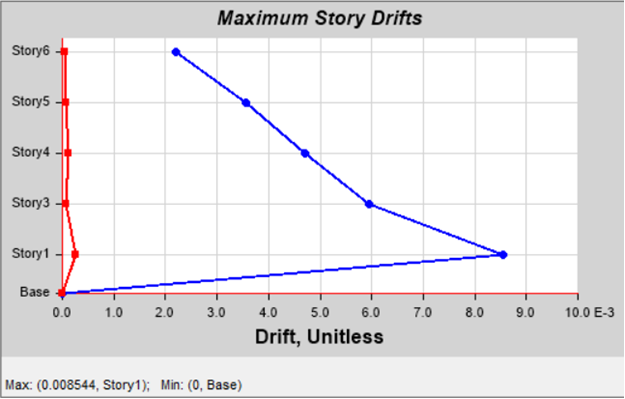 Maximum Story Drifts
Story6
Story5
Story4
Story3
Story1
Base
0.0 1.0 2.0 3.0 4.0 5.0 6.0 7.0 8.0 9.0 10.0 E-3
Drift, Unitless
Max: (0.008544, Story1); Min: (0, Base)